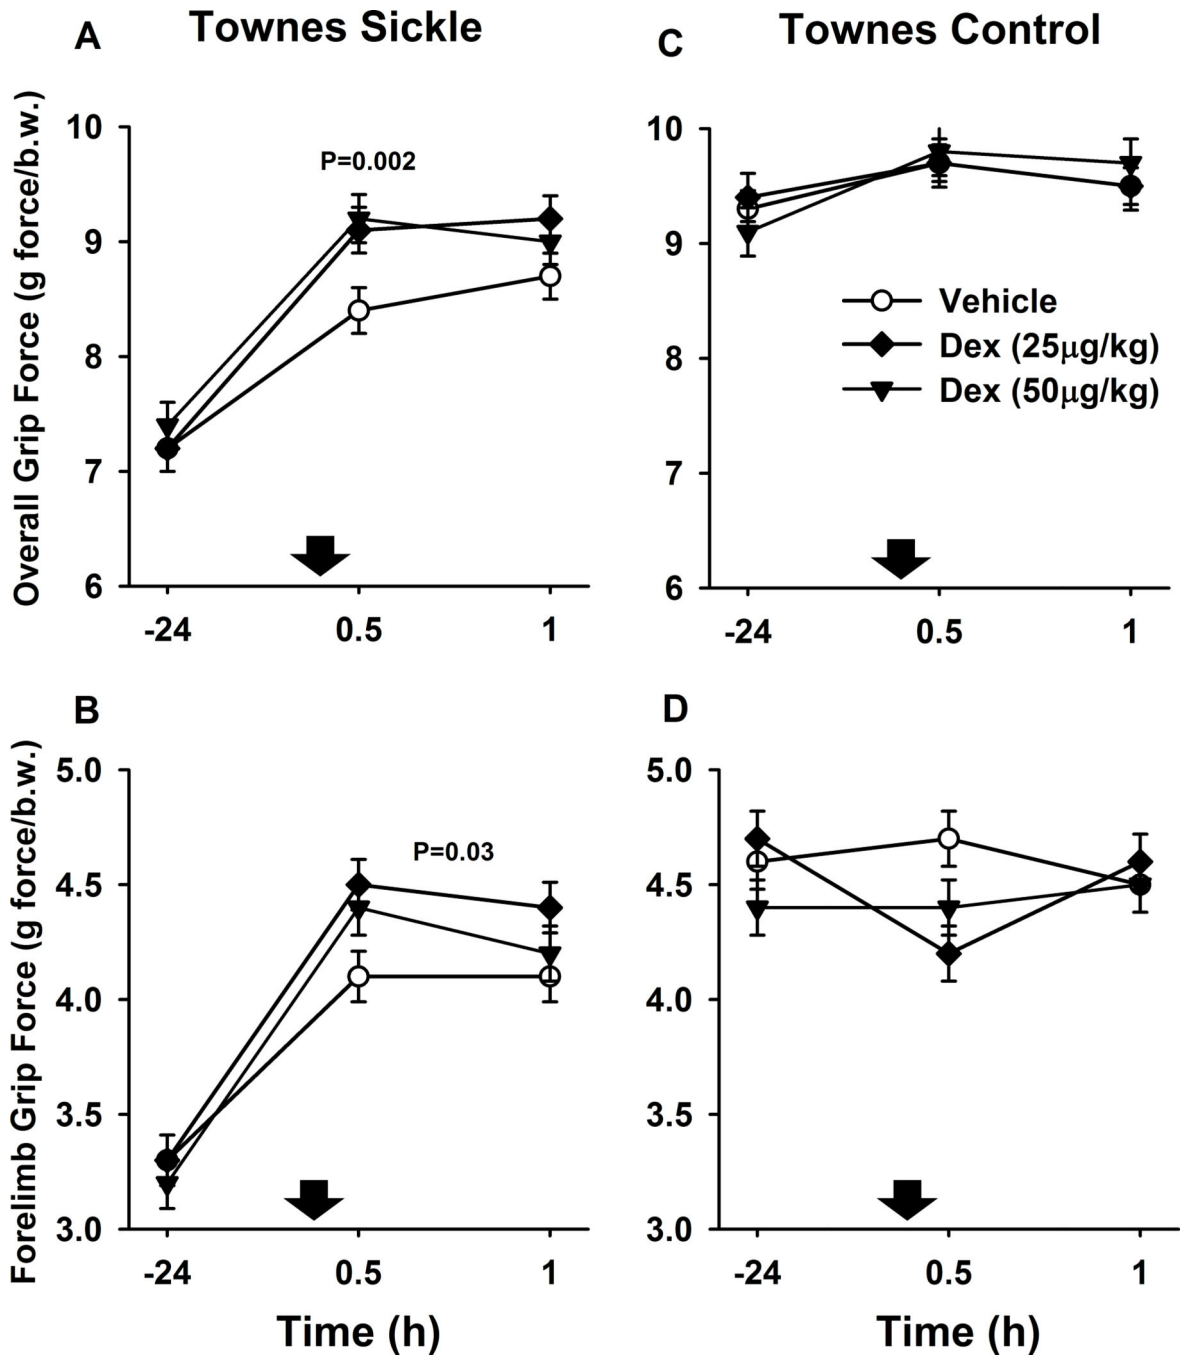 A Townes Sickle
C Townes Control
Overall Grip Force (g force/b.w.)
10
9
8
7
6
P=0.002
-24 0.5 1
10
9
8
7
6
Vehicle
Dex (25μg/kg)
Dex (50μg/kg)
-24 0.5 1
B
Forelimb Grip Force (g force/b.w.)
5.0
4.5
4.0
3.5
3.0
P=0.03
-24 0.5 1
Time (h)
D
5.0
4.5
4.0
3.5
3.0
-24 0.5 1
Time (h)